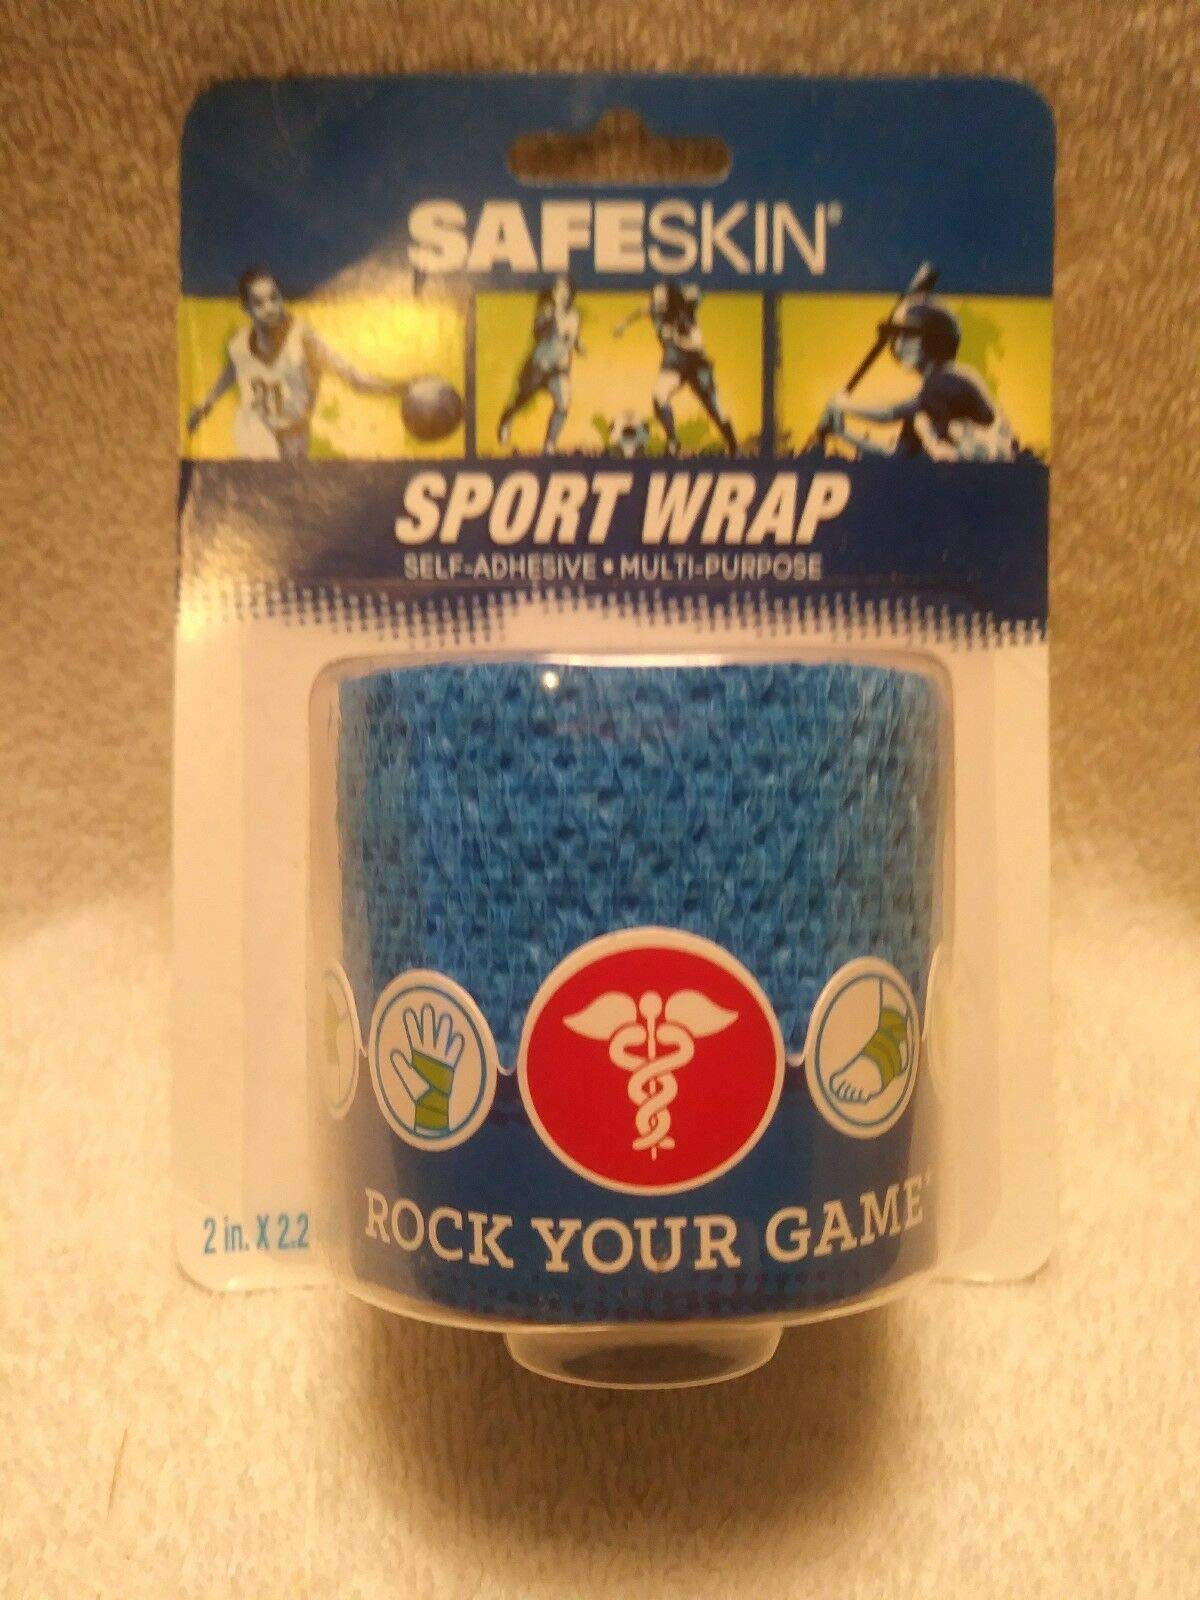 SAFESKIN®
SPORT WRAP
SELF-ADHESIVE • MULTI-PURPOSE
ROCK YOUR GAME
2 in. X 2.2